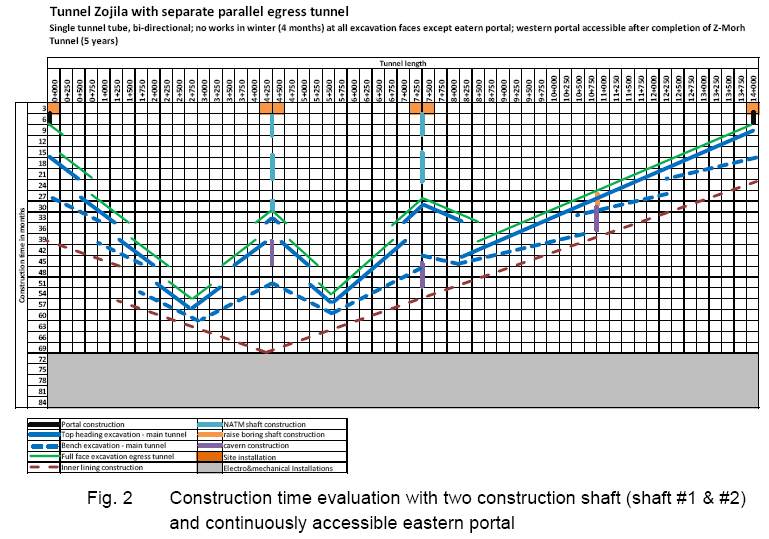 Tunnel Zojila with separate parallel egress tunnel
Single tunnel tube, bi-directional; no works in winter (4 months) at all excavation faces except eatern portal; western portal accessible after completion of Z-Morh
Tunnel (5 years)
Tunnel length
0+000 0+250 0+500 0+750 1+000 1+250 1+500 1+750 2+000 2+250 2+500 2+750 3+000 3+250 3+500 3+750 4+000 4+250 4+500 4+750 5+000 5+250 5+500 5+750 6+000 6+250 6+500 6+750 7+000 7+250 7+500 7+750 8+000 8+250 8+500 8+750 9+000 9+250 9+500 9+750 10+000 10+250 10+500 10+750 11+000 11+250 11+500 11+750 12+000 12+250 12+500 12+750 13+000 13+250 13+500 13+750 14+000
Construction time in months
3
6
9
12
15
18
21
24
27
30
33
36
39
42
45
48
51
54
57
60
63
66
69
72
75
78
81
84
Portal construction NATM shaft construction
Top heading excavation - main tunnel raise boring shaft construction
Bench excavation - main tunnel cavern construction
Full face excavation egress tunnel Site installation
Inner lining construction Electro&mechanical Installations
Fig. 2 Construction time evaluation with two construction shaft (shaft #1 & #2)
and continuously accessible eastern portal